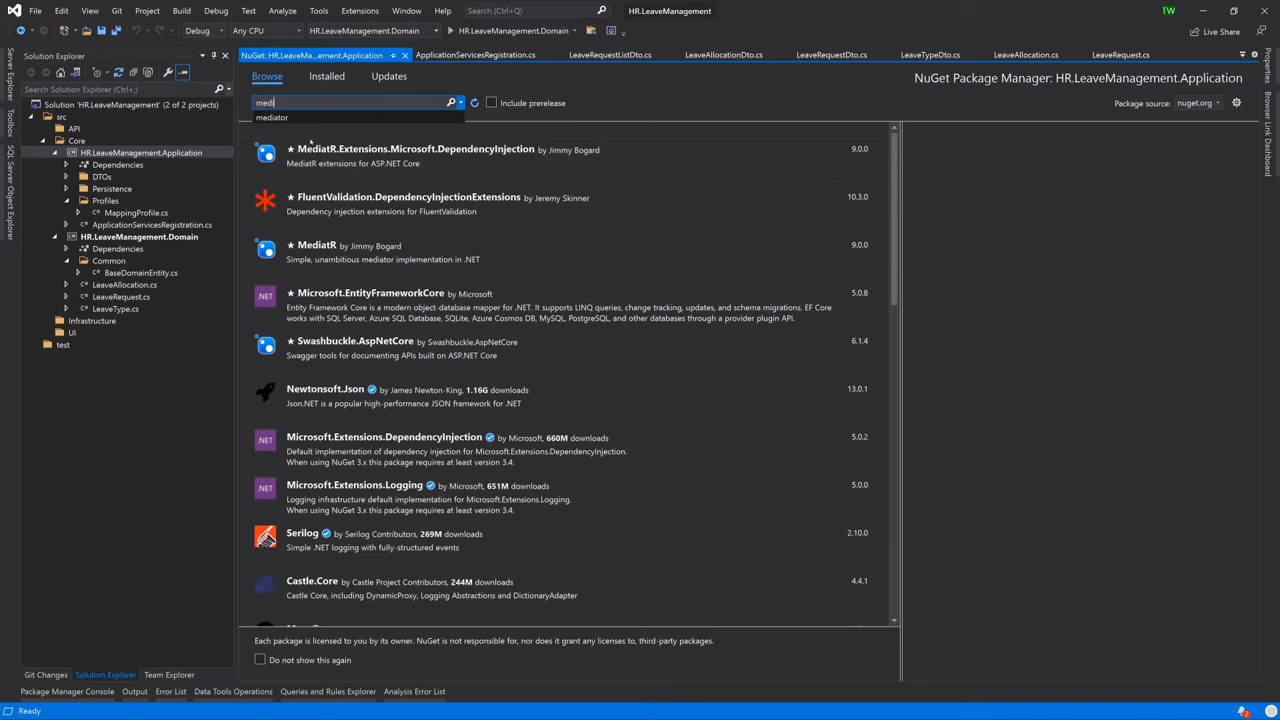 File Edit View Git Project Build Debug Test Analyze Tools Extensions Window Help Search (Ctrl+Q) HR.LeaveManagement TW
Debug Any CPU HR.LeaveManagement.Domain HR.LeaveManagement.Domain Live Share
Server Explorer
Toolbox
SQL Server Object Explorer
Solution Explorer
Search Solution Explorer (Ctrl+;)
Solution 'HR.LeaveManagement' (2 of 2 projects)
src
API
Core
HR.LeaveManagement.Application
Dependencies
DTOs
Persistence
Profiles
MappingProfile.cs
ApplicationServicesRegistration.cs
HR.LeaveManagement.Domain
Dependencies
Common
BaseDomainEntity.cs
LeaveAllocation.cs
LeaveRequest.cs
LeaveType.cs
Infrastructure
UI
test
Git Changes Solution Explorer Team Explorer
NuGet: HR.LeaveMa...ement.Application ApplicationServicesRegistration.cs LeaveRequestListDto.cs LeaveAllocationDto.cs LeaveRequestDto.cs LeaveTypeDto.cs LeaveAllocation.cs LeaveRequest.cs
Browse Installed Updates
NuGet Package Manager: HR.LeaveManagement.Application
medi Include prerelease Package source: nuget.org
mediator
MediatR.Extensions.Microsoft.DependencyInjection by Jimmy Bogard 9.0.0
MediatR extensions for ASP.NET Core
FluentValidation.DependencyInjectionExtensions by Jeremy Skinner 10.3.0
Dependency injection extensions for FluentValidation
MediatR by Jimmy Bogard 9.0.0
Simple, unambitious mediator implementation in .NET
.NET
Microsoft.EntityFrameworkCore by Microsoft 5.0.8
Entity Framework Core is a modern object-database mapper for .NET. It supports LINQ queries, change tracking, updates, and schema migrations. EF Core
works with SQL Server, Azure SQL Database, SQLite, Azure Cosmos DB, MySQL, PostgreSQL, and other databases through a provider plugin API.
Swashbuckle.AspNetCore by Swashbuckle.AspNetCore 6.1.4
Swagger tools for documenting APIs built on ASP.NET Core
Newtonsoft.Json by James Newton-King, 1.16G downloads 13.0.1
Json.NET is a popular high-performance JSON framework for .NET
.NET
Microsoft.Extensions.DependencyInjection by Microsoft, 660M downloads 5.0.2
Default implementation of dependency injection for Microsoft.Extensions.DependencyInjection.
When using NuGet 3.x this package requires at least version 3.4.
.NET
Microsoft.Extensions.Logging by Microsoft, 651M downloads 5.0.0
Logging infrastructure default implementation for Microsoft.Extensions.Logging.
When using NuGet 3.x this package requires at least version 3.4.
Serilog by Serilog Contributors, 269M downloads 2.10.0
Simple .NET logging with fully-structured events
Castle.Core by Castle Project Contributors, 244M downloads 4.4.1
Castle Core, including DynamicProxy, Logging Abstractions and DictionaryAdapter
Each package is licensed to you by its owner. NuGet is not responsible for, nor does it grant any licenses to, third-party packages.
Do not show this again
Properties
Team Explorer - Branches
Package Manager Console Output Error List Data Tools Operations Queries and Refs Explorer Analysis Error List
Ready